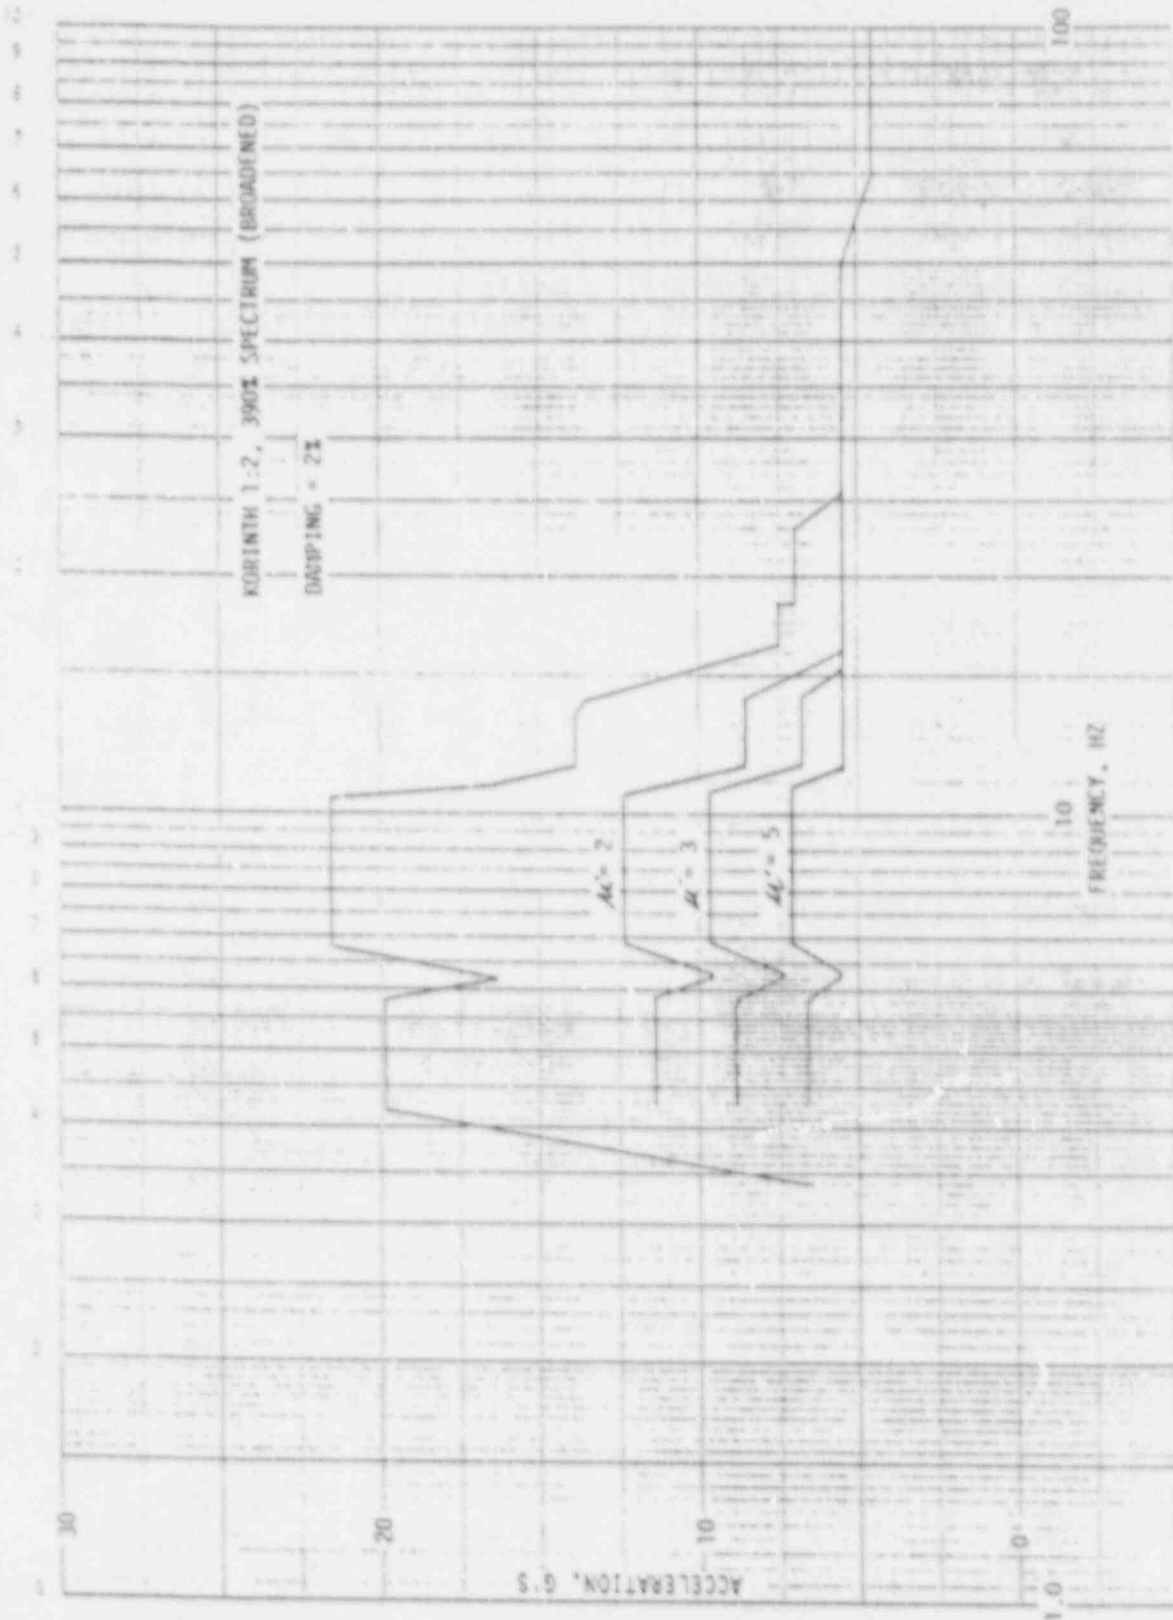 KORINTH 1:2, 390% SPECTRUM (BROADENED)
DAMPING = 2%
30
20
10
0
ACCELERATION, G'S
μ = 2
μ = 3
μ = 5
1.0
10
100
FREQUENCY, HZ